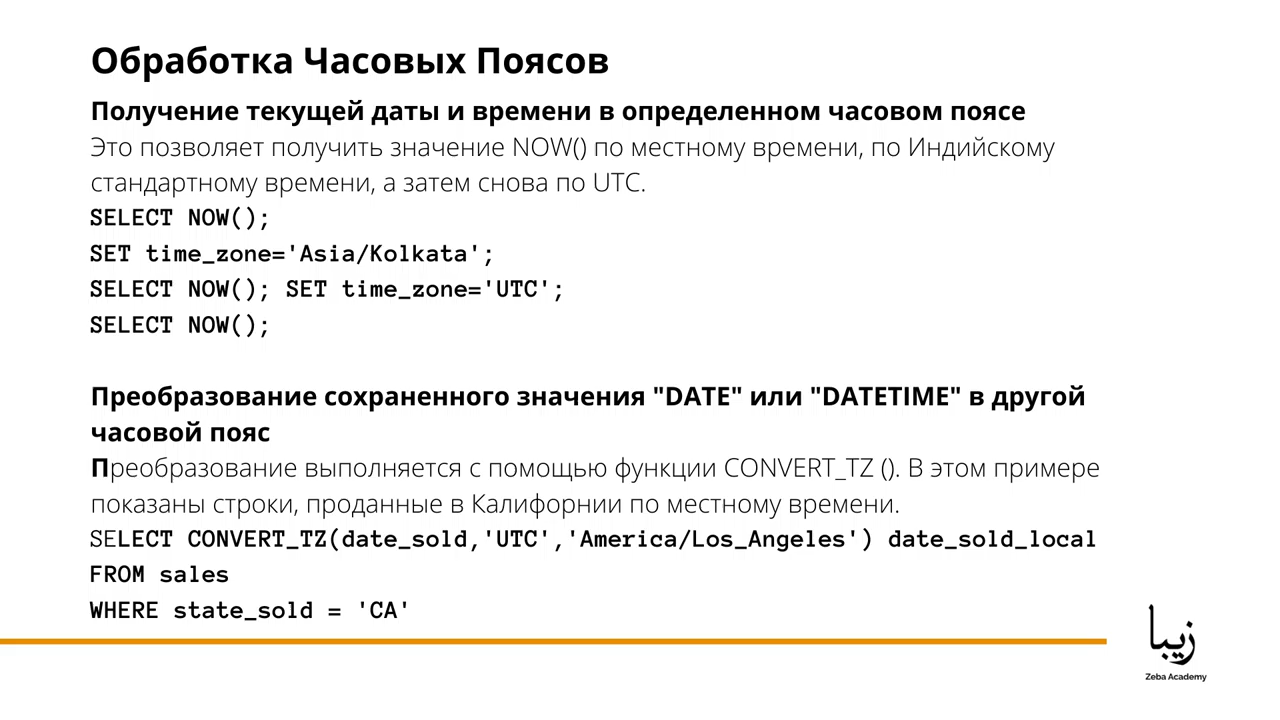 Обработка Часовых Поясов
Получение текущей даты и времени в определенном часовом поясе
Это позволяет получить значение NOW() по местному времени, по Индийскому
стандартному времени, а затем снова по UTC.
SELECT NOW();
SET time_zone='Asia/Kolkata';
SELECT NOW(); SET time_zone='UTC';
SELECT NOW();
Преобразование сохраненного значения "DATE" или "DATETIME" в другой
часовой пояс
Преобразование выполняется с помощью функции CONVERT_TZ (). В этом примере
показаны строки, проданные в Калифорнии по местному времени.
SELECT CONVERT_TZ(date_sold,'UTC','America/Los_Angeles') date_sold_local
FROM sales
WHERE state_sold = 'CA'
زیبا
Zeba Academy